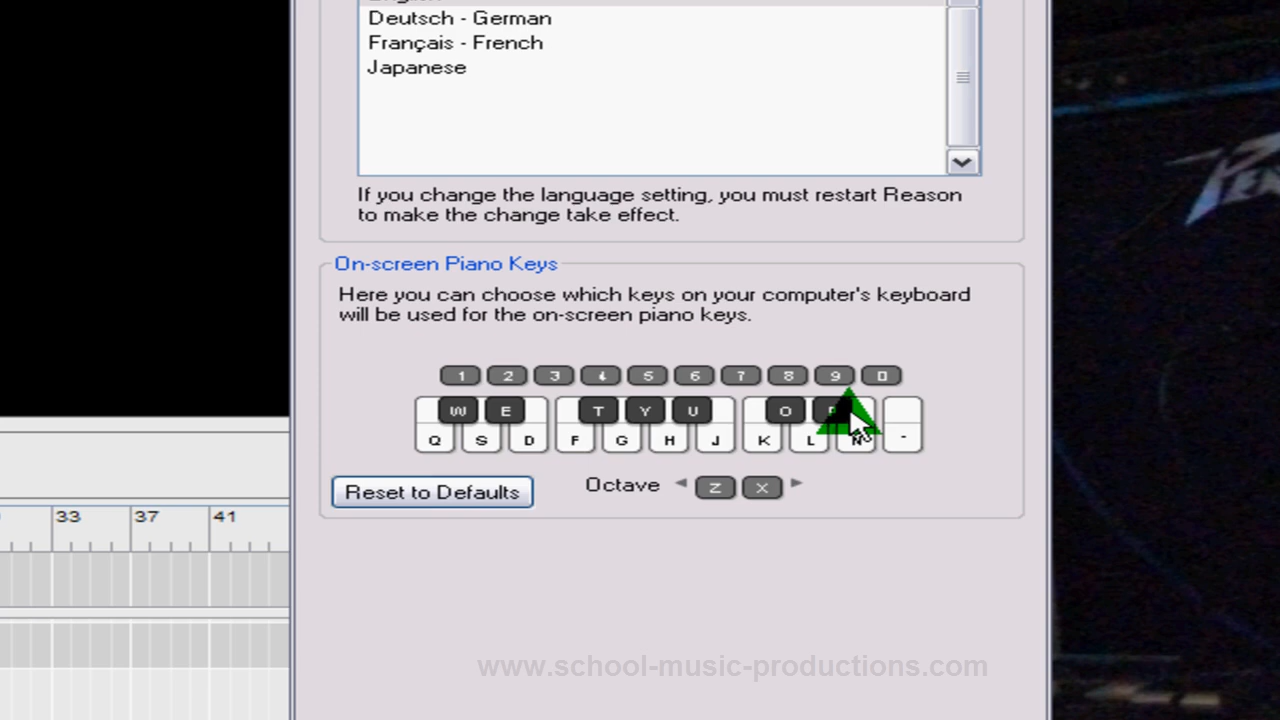 English
Deutsch - German
Français - French
Japanese
If you change the language setting, you must restart Reason
to make the change take effect.
On-screen Piano Keys
Here you can choose which keys on your computer's keyboard
will be used for the on-screen piano keys.
1 2 3 4 5 6 7 8 9 0
W E T Y U O P
Q S D F G H J K L N -
Reset to Defaults
Octave Z X
33 37 41
www.school-music-productions.com